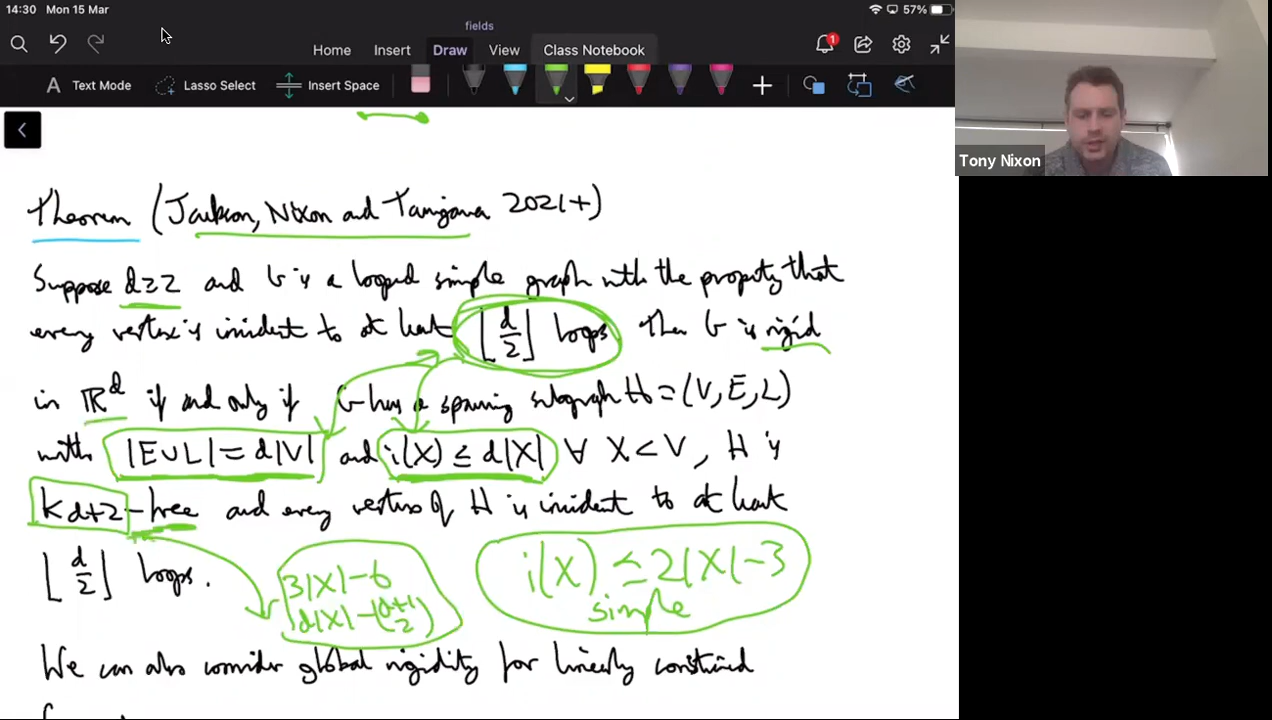 14:30 Mon 15 Mar
57%
fields
Home Insert Draw View Class Notebook
1
A Text Mode Lasso Select Insert Space
Tony Nixon
Theorem (Jackson, Nixon and Tanigawa 2021+)
Suppose d≥2 and G is a looped simple graph with the property that
every vertex is incident to at least ⌊d/2⌋ loops then G is rigid
in ℝ^d if and only if G has a spanning subgraph H=(V,E,L)
with |E∪L|=d|V| and i(X) ≤ d|X| ∀ X⊂V, H is
K_{d+2}-free and every vertex of H is incident to at least
⌊d/2⌋ loops.
3|X|-6
d|X|-(d+1 2)
i(X) ≤ 2|X|-3
simple
We can also consider global rigidity for linearly constrained